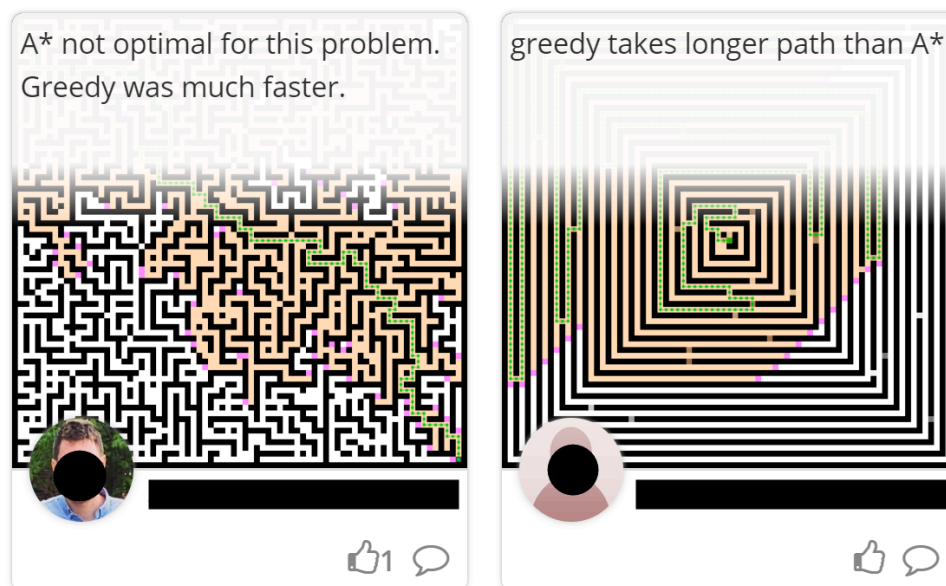 A* not optimal for this problem.
Greedy was much faster.
1
greedy takes longer path than A*